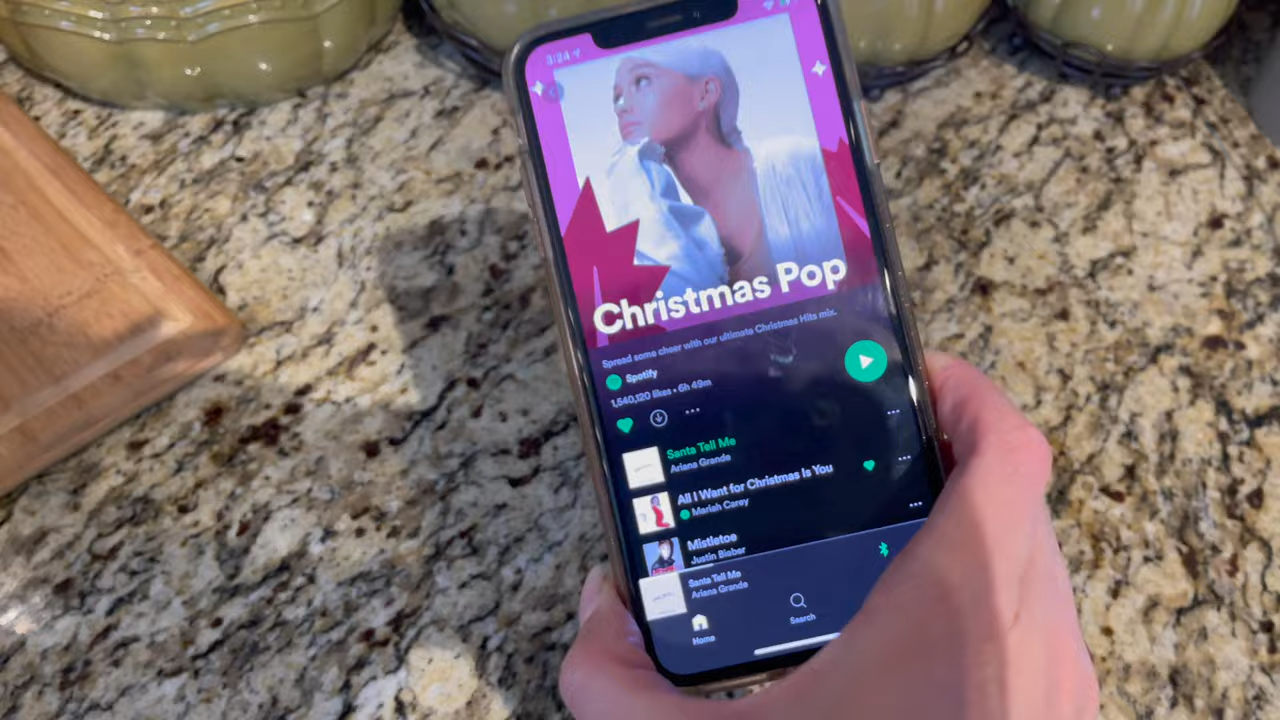 3:24
Christmas Pop
Spread some cheer with our ultimate Christmas Hits mix.
Spotify
1,540,120 likes • 6h 49m
Santa Tell Me
Ariana Grande
All I Want for Christmas Is You
Mariah Carey
Mistletoe
Justin Bieber
Santa Tell Me
Ariana Grande
Home
Search